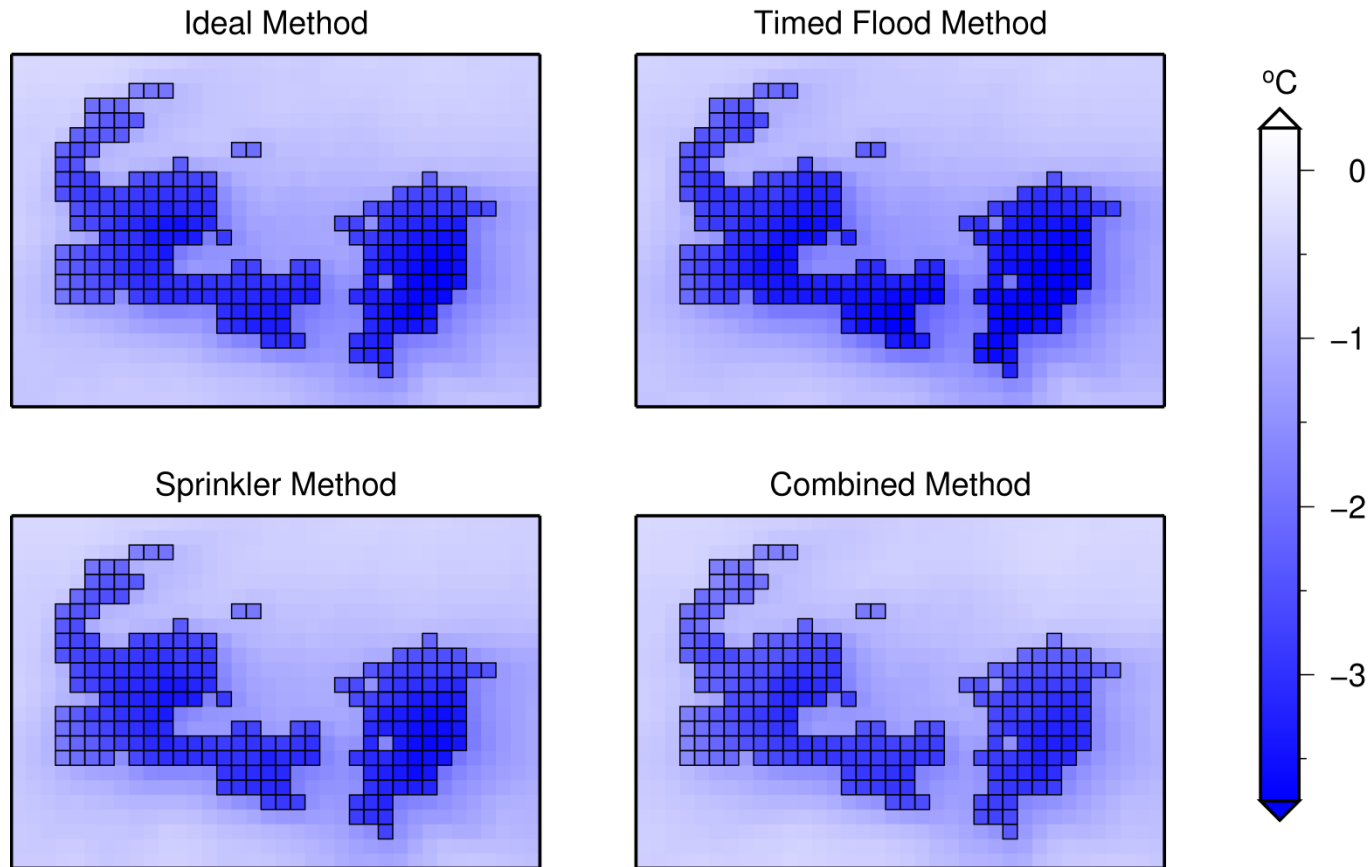 Ideal Method
Timed Flood Method
ºC
0
−1
−2
−3
Sprinkler Method
Combined Method